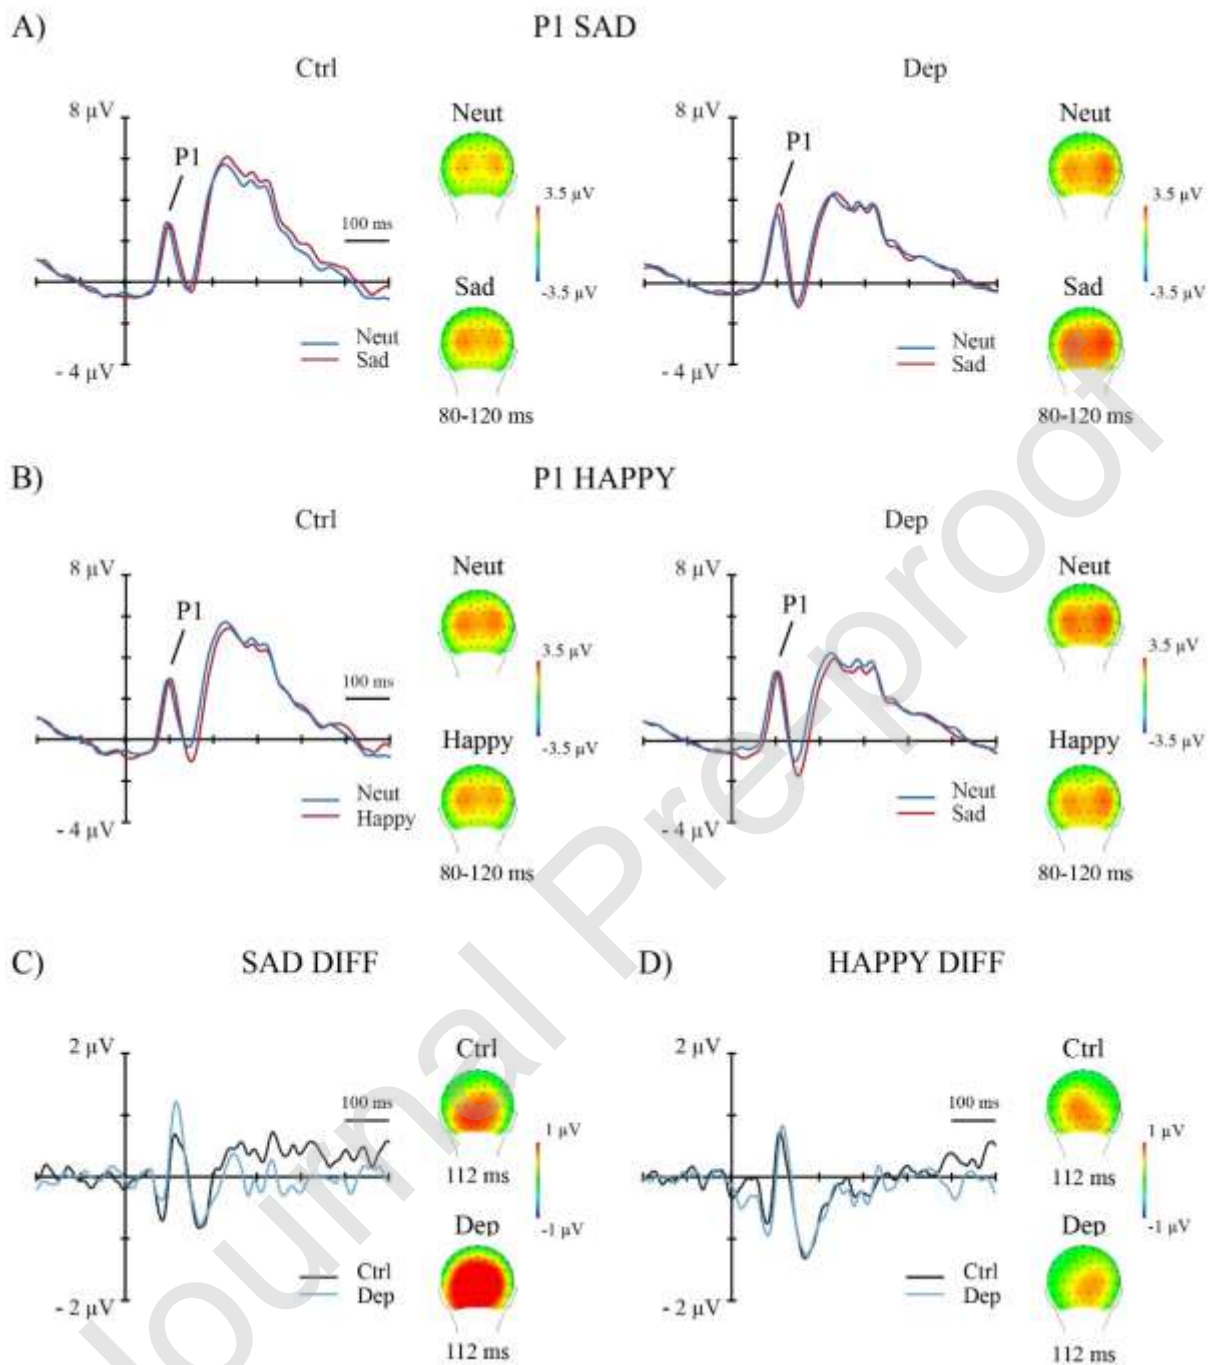 A)
P1 SAD
Ctrl
8 µV
P1
100 ms
- 4 µV
Neut
Sad
Neut
3.5 µV
-3.5 µV
Sad
80-120 ms
Dep
8 µV
P1
- 4 µV
Neut
Sad
Neut
3.5 µV
-3.5 µV
Sad
80-120 ms
B)
P1 HAPPY
Ctrl
8 µV
P1
100 ms
- 4 µV
Neut
Happy
Neut
3.5 µV
-3.5 µV
Happy
80-120 ms
Dep
8 µV
P1
- 4 µV
Neut
Sad
Neut
3.5 µV
-3.5 µV
Happy
80-120 ms
C)
SAD DIFF
2 µV
100 ms
- 2 µV
Ctrl
Dep
Ctrl
112 ms
1 µV
-1 µV
Dep
112 ms
D)
HAPPY DIFF
2 µV
100 ms
- 2 µV
Ctrl
Dep
Ctrl
112 ms
1 µV
-1 µV
Dep
112 ms
Journal Pre-proof